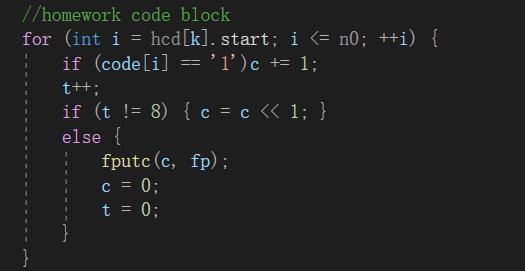 //homework code block
for (int i = hcd[k].start; i <= n0; ++i) {
if (code[i] == '1')c += 1;
t++;
if (t != 8) { c = c << 1; }
else {
fputc(c, fp);
c = 0;
t = 0;
}
}